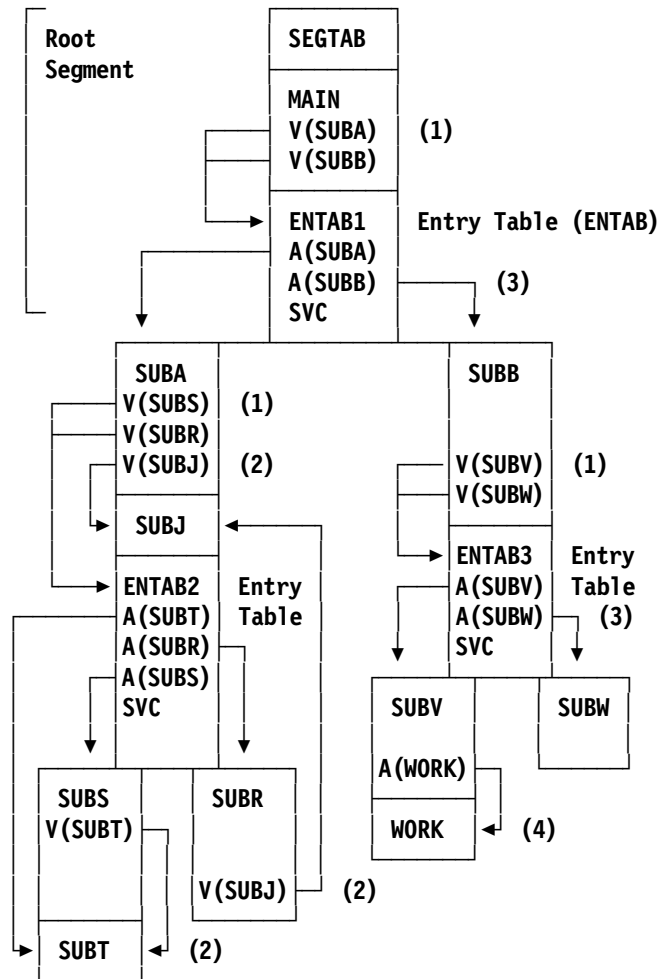 Root
Segment
SEGTAB
MAIN
V(SUBA) (1)
V(SUBB)
ENTAB1 Entry Table (ENTAB)
A(SUBA)
A(SUBB) (3)
SVC
SUBA
V(SUBS) (1)
V(SUBR)
V(SUBJ) (2)
SUBJ
ENTAB2 Entry
A(SUBT) Table
A(SUBR)
A(SUBS)
SVC
SUBB
V(SUBV) (1)
V(SUBW)
ENTAB3 Entry
A(SUBV) Table
A(SUBW) (3)
SVC
SUBS
V(SUBT)
SUBT (2)
SUBR
V(SUBJ) (2)
SUBV
A(WORK)
WORK (4)
SUBW